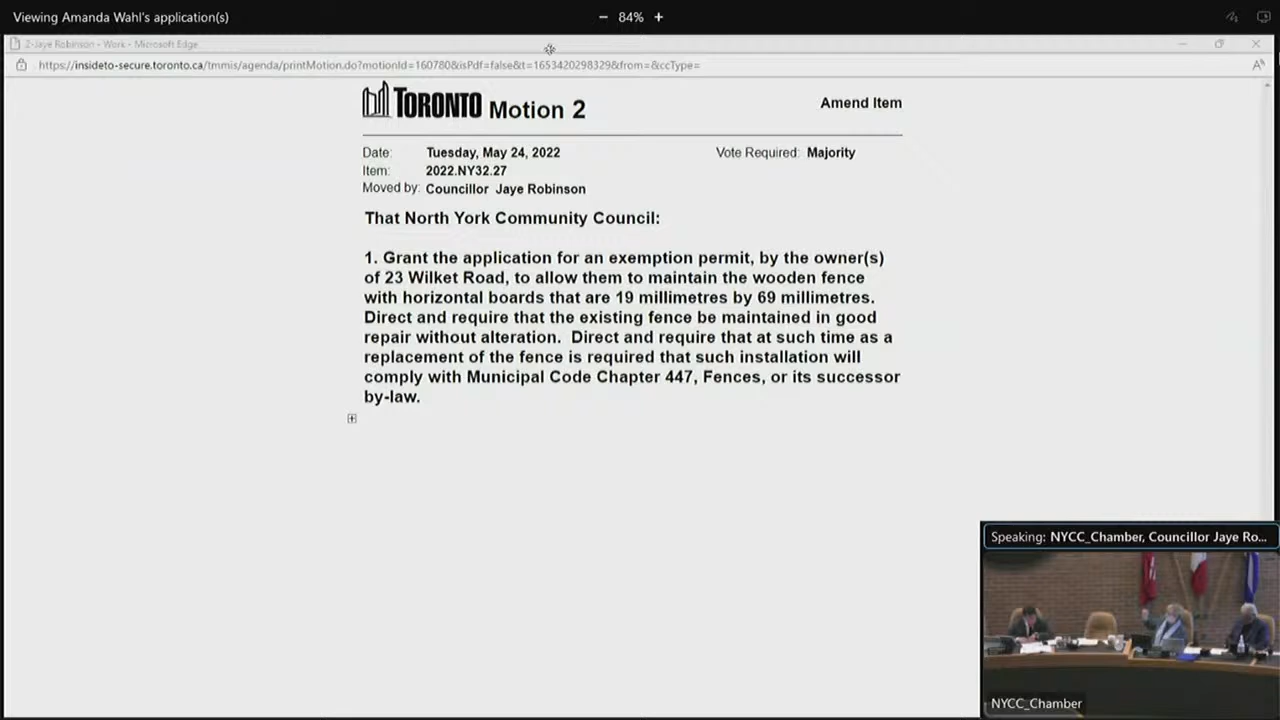 Viewing Amanda Wahl's application(s)
84%
2-Jaye Robinson - Work - Microsoft Edge
https://insideto-secure.toronto.ca/tmmis/agenda/printMotion.do?motionId=160780&isPdf=false&t=1653420298329&from=&ccType=
TORONTO Motion 2
Amend Item
Date: Tuesday, May 24, 2022
Vote Required: Majority
Item: 2022.NY32.27
Moved by: Councillor Jaye Robinson
That North York Community Council:
1. Grant the application for an exemption permit, by the owner(s)
of 23 Wilket Road, to allow them to maintain the wooden fence
with horizontal boards that are 19 millimetres by 69 millimetres.
Direct and require that the existing fence be maintained in good
repair without alteration. Direct and require that at such time as a
replacement of the fence is required that such installation will
comply with Municipal Code Chapter 447, Fences, or its successor
by-law.
Speaking: NYCC_Chamber, Councillor Jaye Ro...
NYCC_Chamber